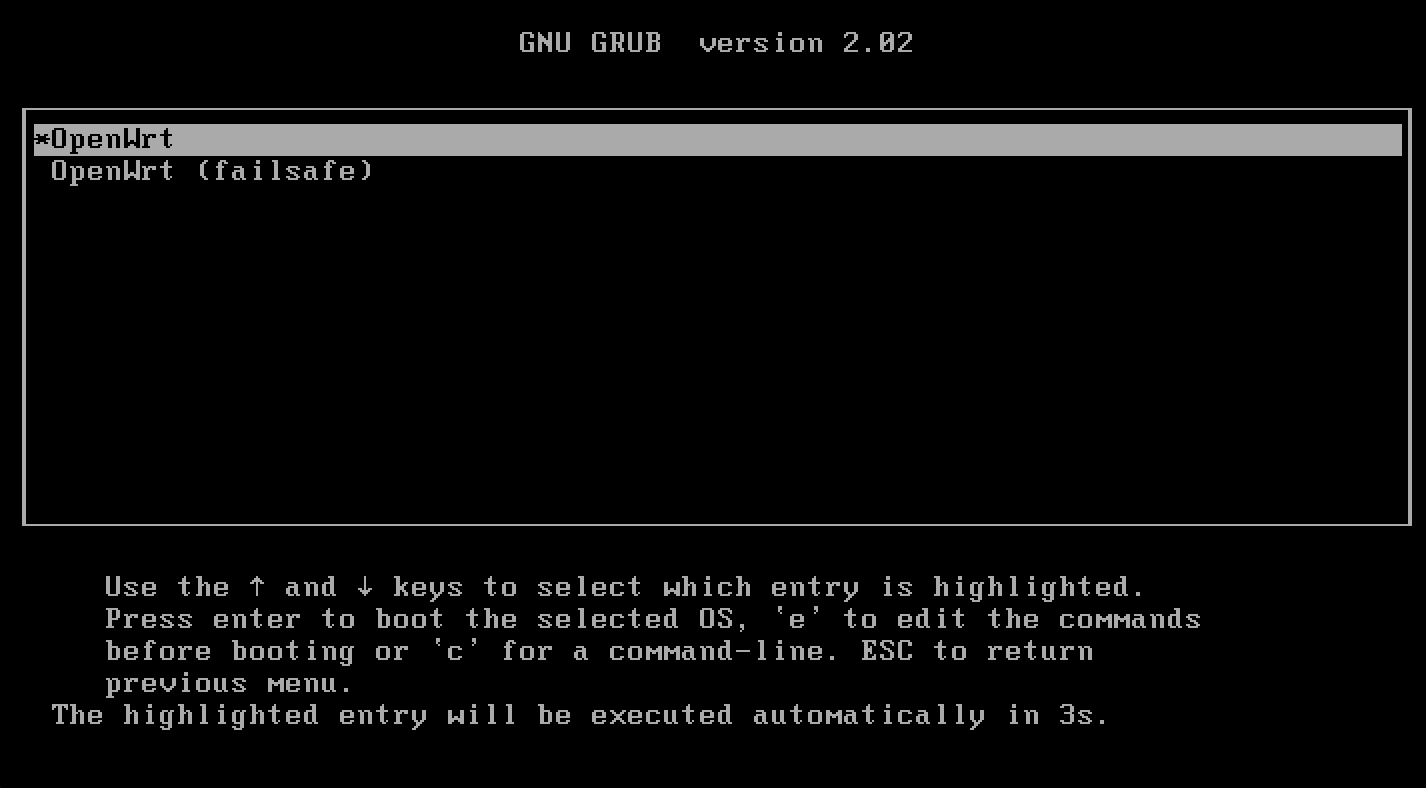 GNU GRUB  version 2.02
*OpenWrt
OpenWrt (failsafe)
Use the ↑ and ↓ keys to select which entry is highlighted.
Press enter to boot the selected OS, `e' to edit the commands
before booting or `c' for a command-line. ESC to return
previous menu.
The highlighted entry will be executed automatically in 3s.